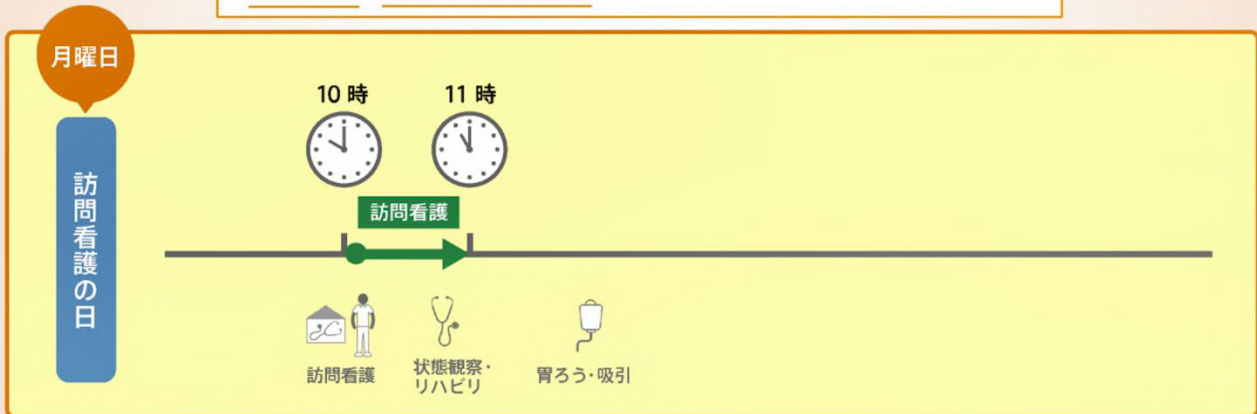 月曜日
訪問看護の日
10 時
11 時
訪問看護
訪問看護
状態観察・
リハビリ
胃ろう・吸引